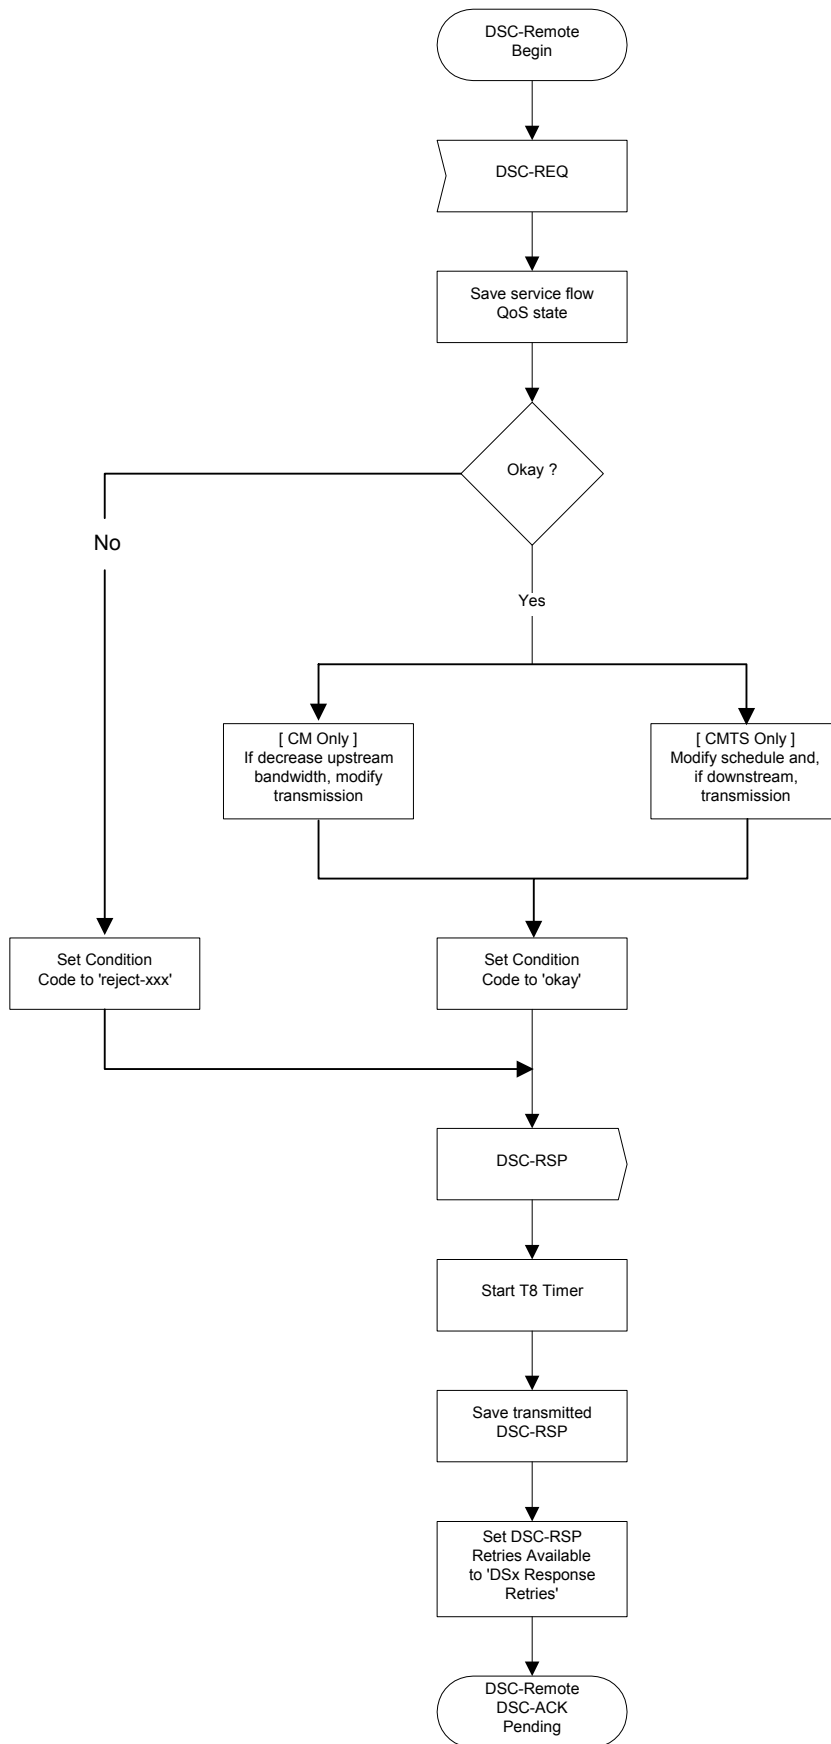 DSC-Remote
Begin
DSC-REQ
Save service flow
QoS state
Okay ?
No
Yes
[ CM Only ]
If decrease upstream
bandwidth, modify
transmission
[ CMTS Only ]
Modify schedule and,
if downstream,
transmission
Set Condition
Code to 'reject-xxx'
Set Condition
Code to 'okay'
DSC-RSP
Start T8 Timer
Save transmitted
DSC-RSP
Set DSC-RSP
Retries Available
to 'DSx Response
Retries'
DSC-Remote
DSC-ACK
Pending